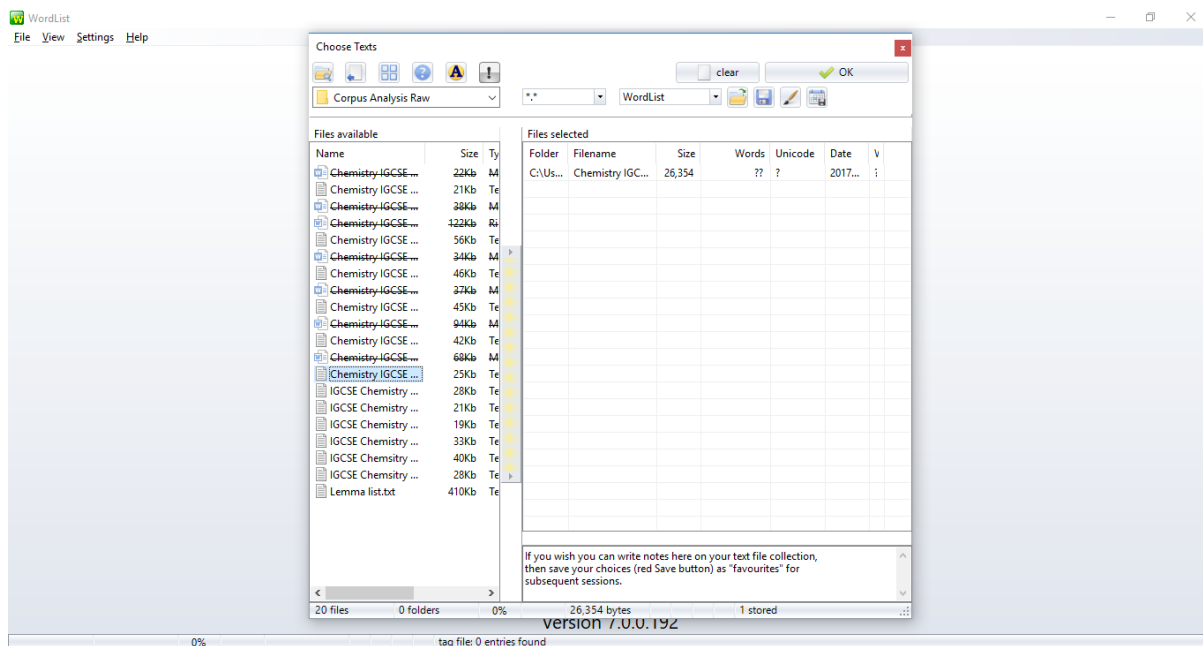 WordList
File View Settings Help
Choose Texts
clear OK
Corpus Analysis Raw *.* WordList
Files available Files selected
Name Size Ty Folder Filename Size Words Unicode Date V
Chemistry IGCSE ... 22Kb M C:\Us... Chemistry IGC... 26,354 ?? ? 2017... ?
Chemistry IGCSE ... 21Kb Te
Chemistry IGCSE ... 38Kb M
Chemistry IGCSE ... 122Kb Ri
Chemistry IGCSE ... 56Kb Te
Chemistry IGCSE ... 34Kb M
Chemistry IGCSE ... 46Kb Te
Chemistry IGCSE ... 37Kb M
Chemistry IGCSE ... 45Kb Te
Chemistry IGCSE ... 94Kb M
Chemistry IGCSE ... 42Kb Te
Chemistry IGCSE ... 68Kb M
Chemistry IGCSE ... 25Kb Te
IGCSE Chemistry ... 28Kb Te
IGCSE Chemistry ... 21Kb Te
IGCSE Chemistry ... 19Kb Te
IGCSE Chemistry ... 33Kb Te
IGCSE Chemsitry ... 40Kb Te
IGCSE Chemsitry ... 28Kb Te
Lemma list.txt 410Kb Te
If you wish you can write notes here on your text file collection,
then save your choices (red Save button) as "favourites" for
subsequent sessions.
20 files 0 folders 0% 26,354 bytes 1 stored
version 7.0.0.192
0% tag file: 0 entries found